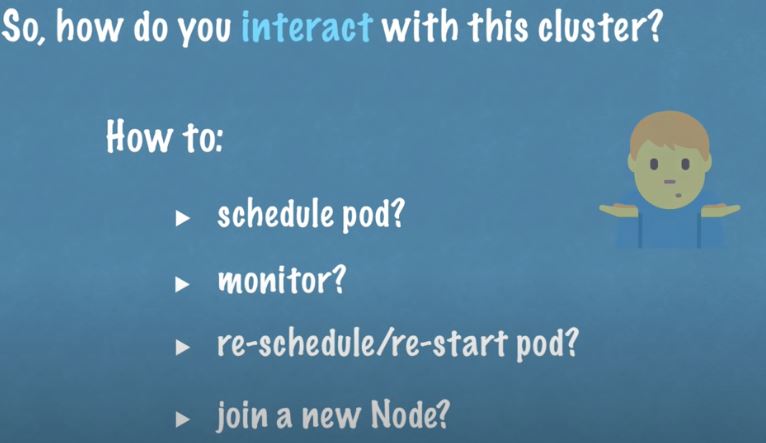 So, how do you interact with this cluster?
How to:
schedule pod?
monitor?
re-schedule/re-start pod?
join a new Node?